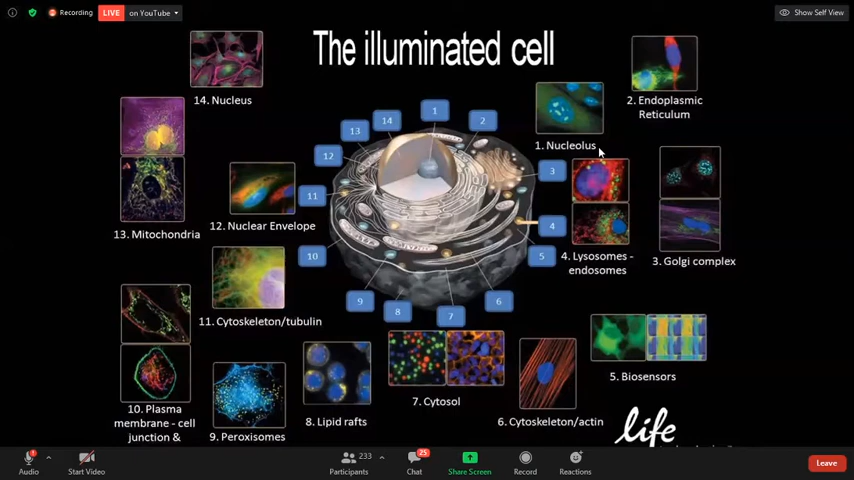 Recording
LIVE on YouTube
Show Self View
The illuminated cell
14. Nucleus
2. Endoplasmic
Reticulum
1. Nucleolus
13. Mitochondria
12. Nuclear Envelope
4. Lysosomes -
endosomes
3. Golgi complex
11. Cytoskeleton/tubulin
5. Biosensors
10. Plasma
membrane - cell
junction &
9. Peroxisomes
8. Lipid rafts
7. Cytosol
6. Cytoskeleton/actin
life
1
2
3
4
5
6
7
8
9
10
11
12
13
14
Audio
Start Video
233
Participants
25
Chat
Share Screen
Record
Reactions
Leave